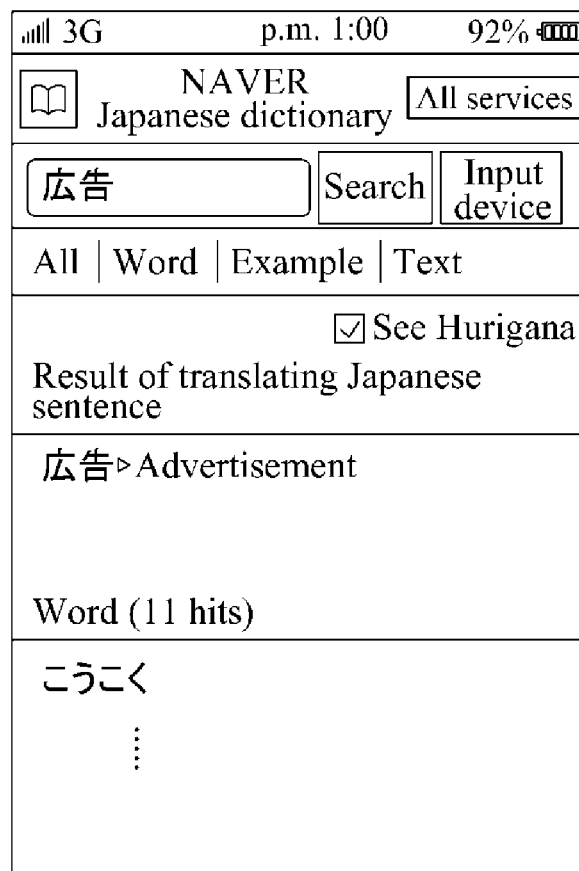 3G p.m. 1:00 92%
NAVER
Japanese dictionary
All services
広告
Search
Input
device
All | Word | Example | Text
See Hurigana
Result of translating Japanese
sentence
広告▷Advertisement
Word (11 hits)
こうこく